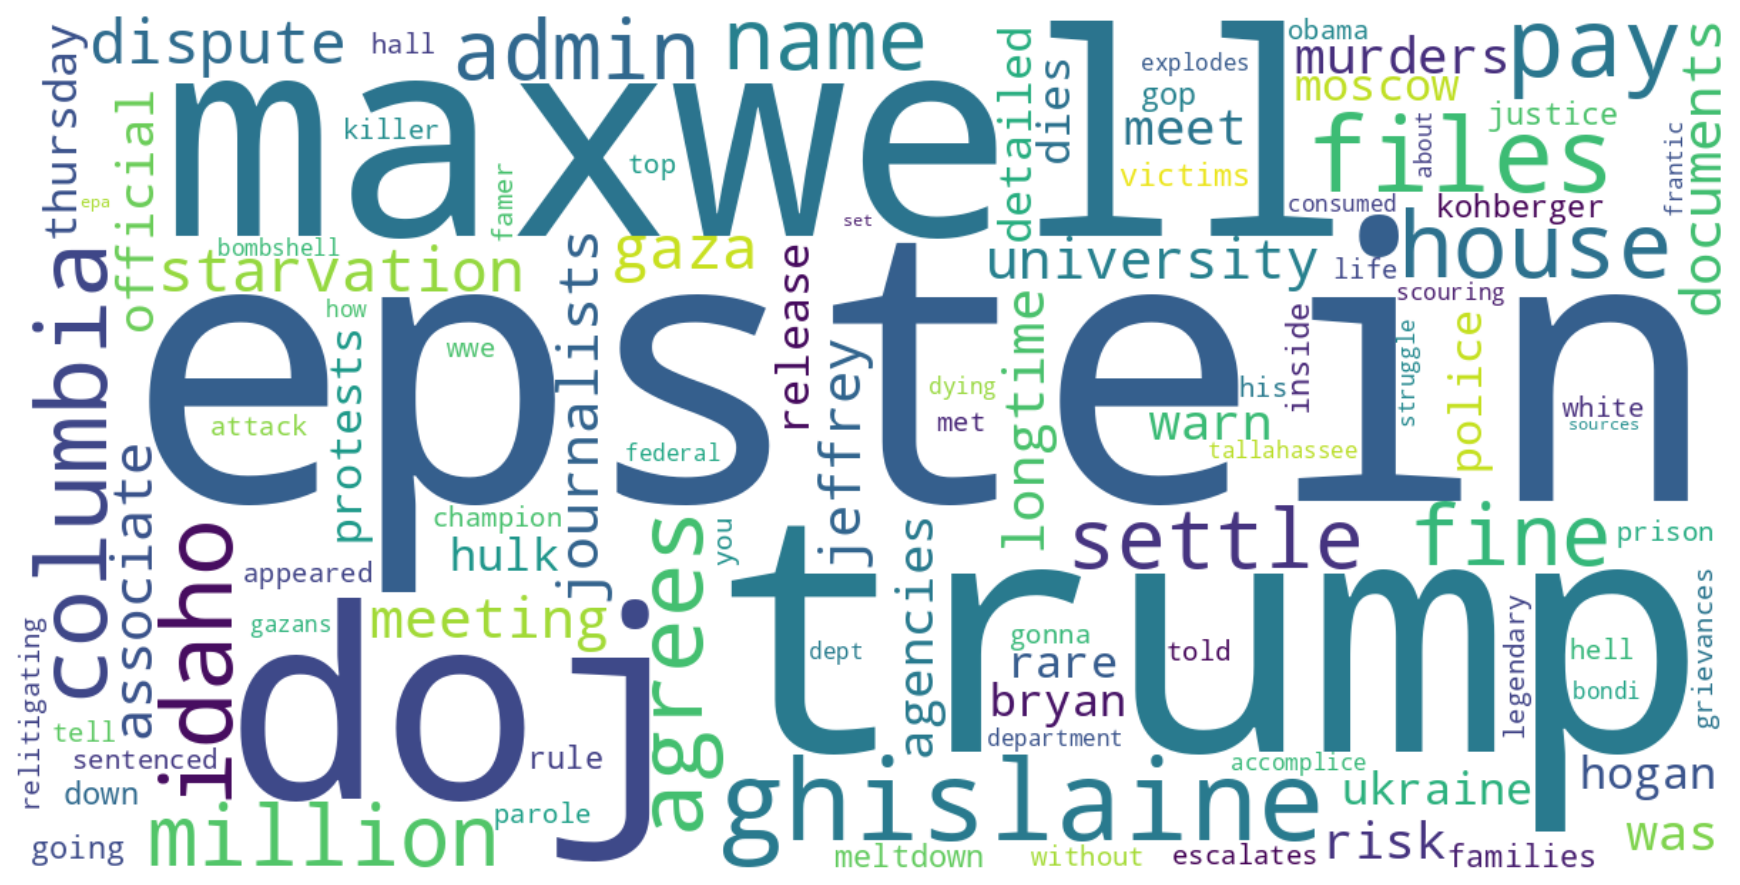 dispute
hall
admin
name
obama
explodes
murders
pay
thursday
documents
detailed
dies
gop
moscow
official
maxwell
killer
meet
files
justice
about
frantic
top
victims
famer
epa
consumed
kohberger
set
bombshell
starvation
gaza
release
university
life
house
columbia
journalists
scouring
how
epstein
jeffrey
longtime
inside
struggle
police
protests
wwe
attack
dying
his
met
warn
white
sources
federal
tallahassee
associate
idaho
champion
hulk
agrees
you
agencies
settle
fine
prison
appeared
doj
trump
meeting
gazans
dept
gonna
rare
told
legendary
hell
bondi
grievances
relitigating
bryan
tell
sentenced
rule
department
accomplice
down
million
parole
ghislaine
ukraine
hogan
going
meltdown
without
escalates
risk
families
was